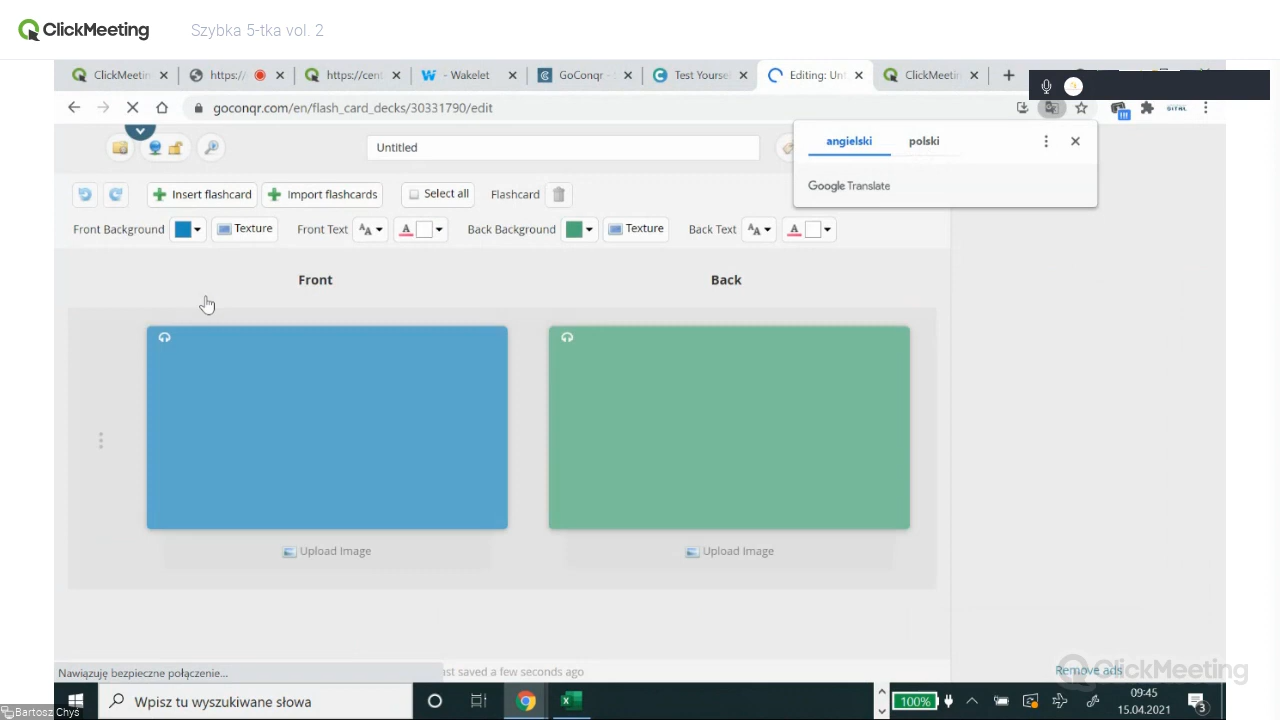 ClickMeeting
Szybka 5-tka vol. 2
ClickMeetin
https://
https://cent
- Wakelet
GoConqr -
Test Yourse
Editing: Unt
ClickMeetin
goconqr.com/en/flash_card_decks/30331790/edit
angielski
polski
Google Translate
Untitled
Insert flashcard
Import flashcards
Select all
Flashcard
Front Background
Texture
Front Text
Back Background
Texture
Back Text
Front
Back
Upload Image
Upload Image
Nawiązuję bezpieczne połączenie...
st saved a few seconds ago
Remove ads
ClickMeeting
Wpisz tu wyszukiwane słowa
100%
09:45
15.04.2021
3
Bartosz Chys